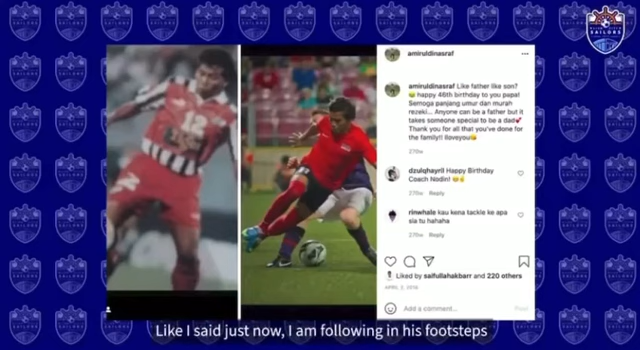 amiruldinasraf
amiruldinasraf Like father like son?
😂 happy 46th birthday to you papa!
Semoga panjang umur dan murah
rezeki... Anyone can be a father but it
takes someone special to be a dad💕
Thank you for all that you've done for
the family!! Iloveyou😘
270w
dzulqhayril Happy Birthday
Coach Nodin!
270w Reply
rinwhale kau kena tackle ke apa
sia tu hahaha
270w Reply
Liked by saifullahakbarr and 220 others
APRIL 3, 2016
Add a comment...
Post
SAILORS
Like I said just now, I am following in his footsteps